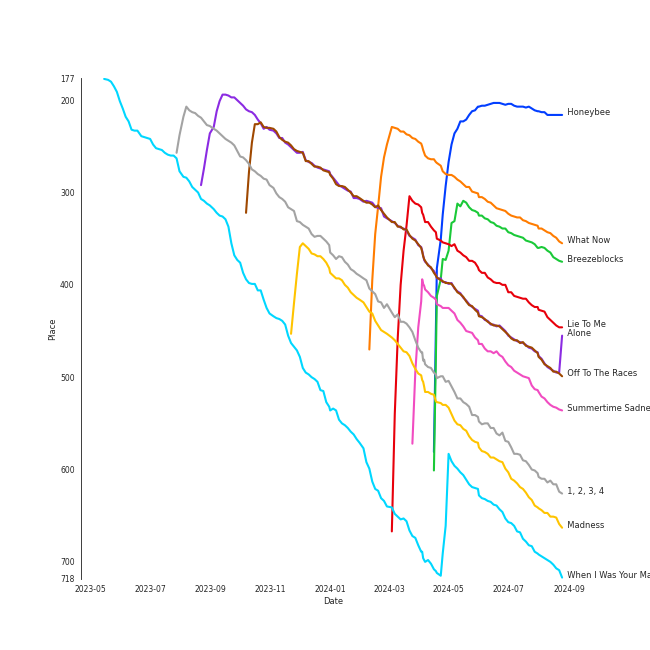 177
200
300
400
500
600
700
718
Place
2023-05
2023-07
2023-09
2023-11
2024-01
2024-03
2024-05
2024-07
2024-09
Date
Honeybee
What Now
Breezeblocks
Lie To Me
Alone
Off To The Races
Summertime Sadne
1, 2, 3, 4
Madness
When I Was Your Ma